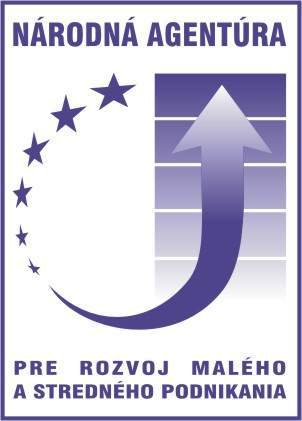 NÁRODNÁ AGENTÚRA
PRE ROZVOJ MALÉHO
A STREDNÉHO PODNIKANIA